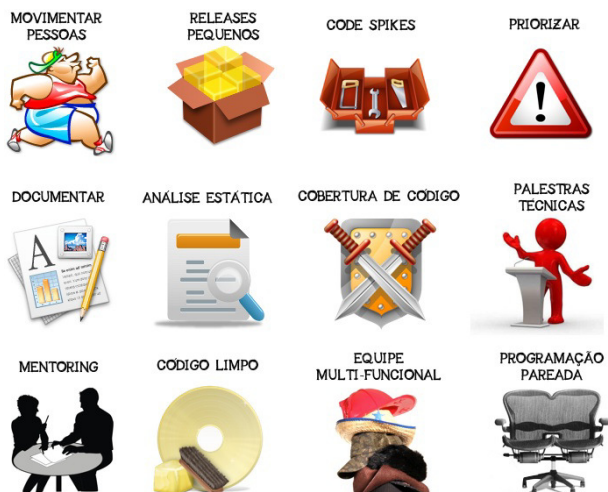 MOVIMENTAR
PESSOAS
RELEASES
PEQUENOS
CODE SPIKES
PRIORIZAR
DOCUMENTAR
ANÁLISE ESTÁTICA
COBERTURA DE CÓDIGO
PALESTRAS
TÉCNICAS
MENTORING
CÓDIGO LIMPO
EQUIPE
MULTI-FUNCIONAL
PROGRAMAÇÃO
PAREADA